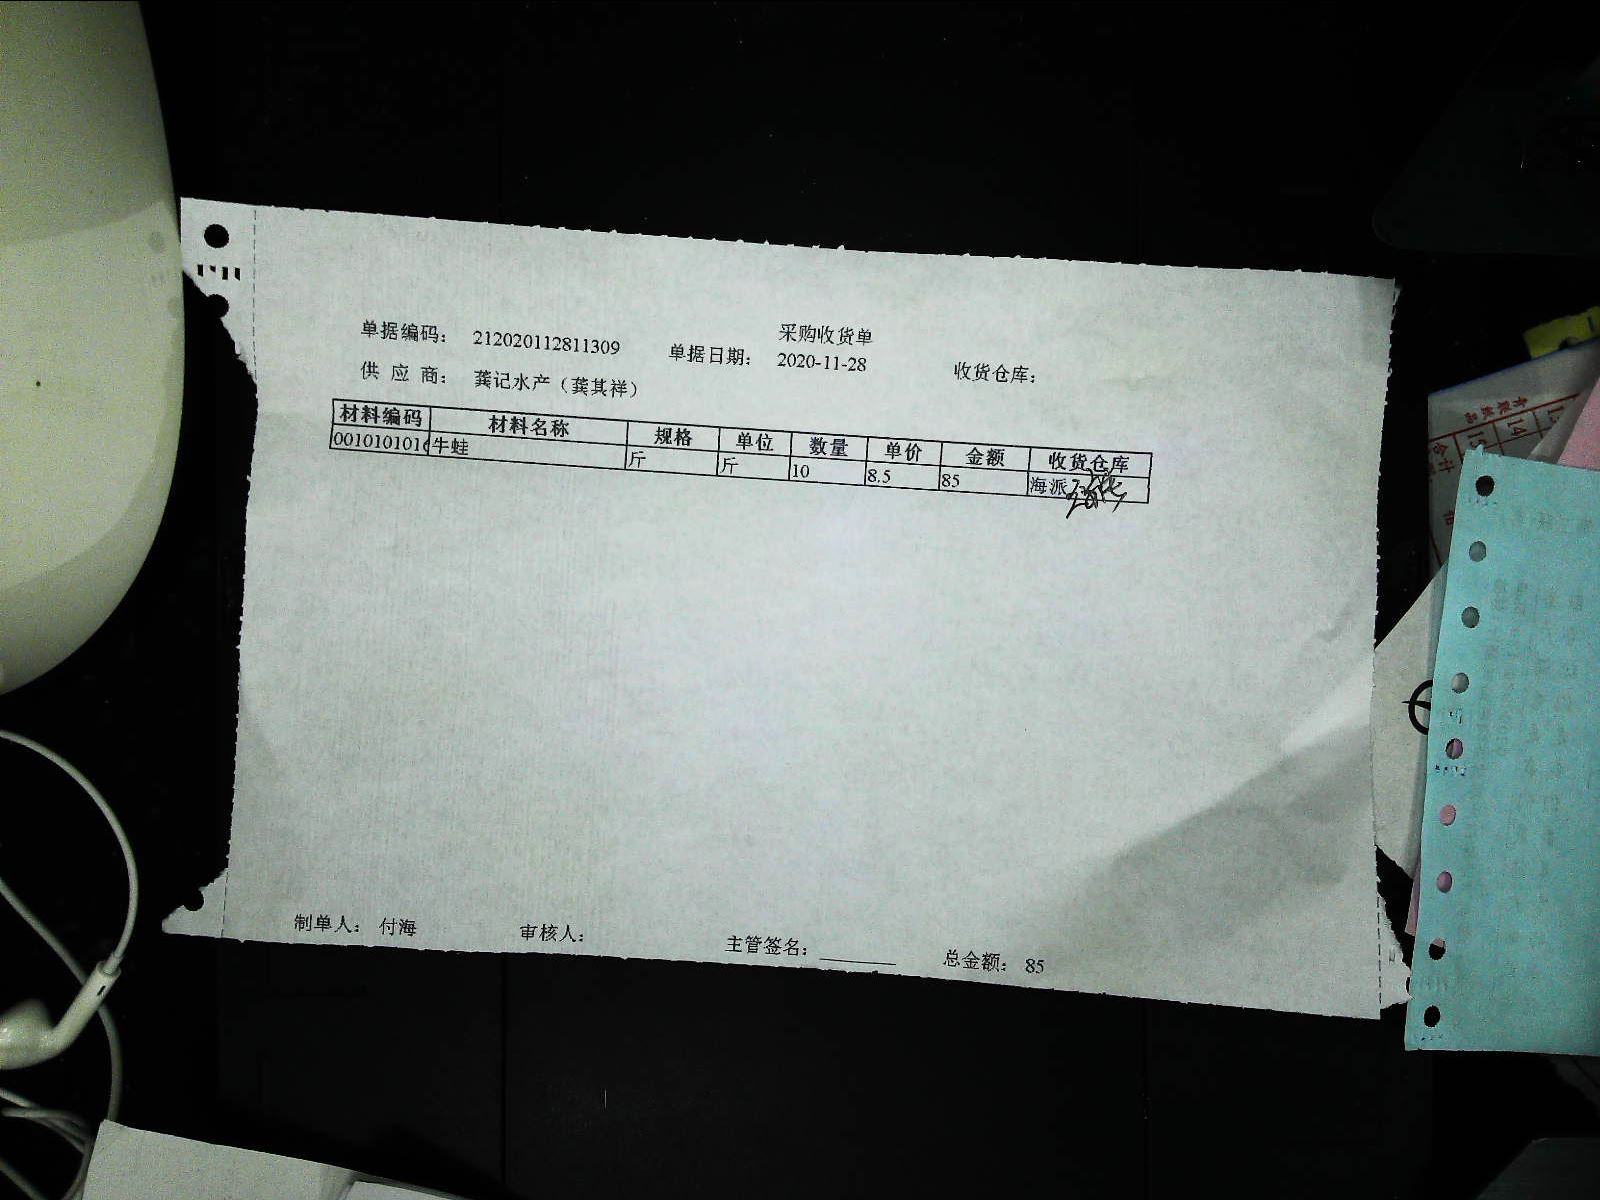 采购收货单
单据编码： 212020112811309 单据日期： 2020-11-28 收货仓库：
供 应 商： 龚记水产（龚其祥）
材料编码 材料名称 规格 单位 数量 单价 金额 收货仓库
001010101 牛蛙 斤 斤 10 8.5 85 海派
制单人： 付海 审核人： 主管签名： 总金额： 85